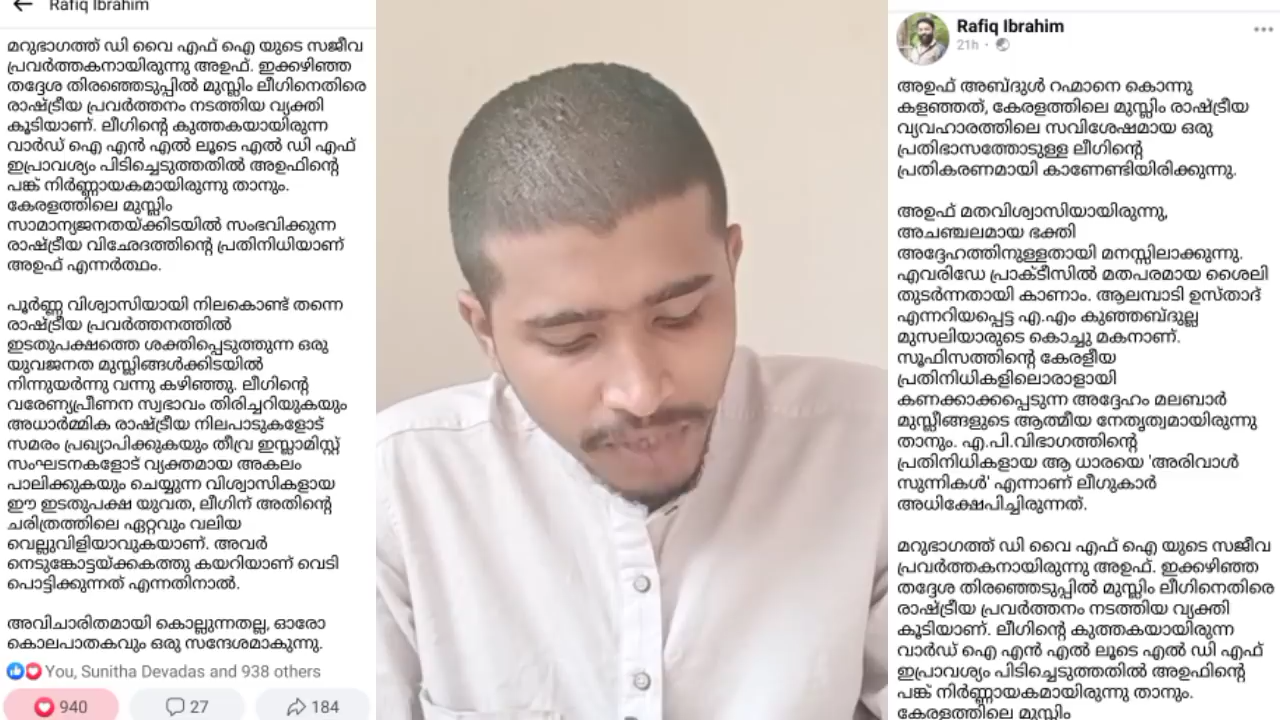 Rafiq Ibrahim
മറുഭാഗത്ത് ഡി വൈ എഫ് ഐ യുടെ സജീവ
പ്രവർത്തകനായിരുന്നു അഉഫ്. ഇക്കഴിഞ്ഞ
തദ്ദേശ തിരഞ്ഞെടുപ്പിൽ മുസ്ലിം ലീഗിനെതിരെ
രാഷ്ട്രീയ പ്രവർത്തനം നടത്തിയ വ്യക്തി
കൂടിയാണ്. ലീഗിന്റെ കുത്തകയായിരുന്ന
വാർഡ് ഐ എൻ എൽ ലൂടെ എൽ ഡി എഫ്
ഇപ്രാവശ്യം പിടിച്ചെടുത്തതിൽ അഉഫിന്റെ
പങ്ക് നിർണ്ണായകമായിരുന്നു താനും.
കേരളത്തിലെ മുസ്ലിം
സാമാന്യജനതയ്ക്കിടയിൽ സംഭവിക്കുന്ന
രാഷ്ട്രീയ വിഛേദത്തിന്റെ പ്രതിനിധിയാണ്
അഉഫ് എന്നർത്ഥം.
പൂർണ്ണ വിശ്വാസിയായി നിലകൊണ്ട് തന്നെ
രാഷ്ട്രീയ പ്രവർത്തനത്തിൽ
ഇടതുപക്ഷത്തെ ശക്തിപ്പെടുത്തുന്ന ഒരു
യുവജനത മുസ്ലിങ്ങൾക്കിടയിൽ
നിന്നുയർന്നു വന്നു കഴിഞ്ഞു. ലീഗിന്റെ
വരേണ്യപ്രീണന സ്വഭാവം തിരിച്ചറിയുകയും
അധാർമ്മിക രാഷ്ട്രീയ നിലപാടുകളോട്
സമരം പ്രഖ്യാപിക്കുകയും തീവ്ര ഇസ്ലാമിസ്റ്റ്
സംഘടനകളോട് വ്യക്തമായ അകലം
പാലിക്കുകയും ചെയ്യുന്ന വിശ്വാസികളായ
ഈ ഇടതുപക്ഷ യുവത, ലീഗിന് അതിന്റെ
ചരിത്രത്തിലെ ഏറ്റവും വലിയ
വെല്ലുവിളിയാവുകയാണ്. അവർ
നെടുങ്കോട്ടയ്ക്കകത്തു കയറിയാണ് വെടി
പൊട്ടിക്കുന്നത് എന്നതിനാൽ.
അവിചാരിതമായി കൊല്ലുന്നതല്ല, ഓരോ
കൊലപാതകവും ഒരു സന്ദേശമാകുന്നു.
You, Sunitha Devadas and 938 others
940 27 184
Rafiq Ibrahim
21h
അഉഫ് അബ്ദുൾ റഹ്മാനെ കൊന്നു
കളഞ്ഞത്, കേരളത്തിലെ മുസ്ലിം രാഷ്ട്രീയ
വ്യവഹാരത്തിലെ സവിശേഷമായ ഒരു
പ്രതിഭാസത്തോടുള്ള ലീഗിന്റെ
പ്രതികരണമായി കാണേണ്ടിയിരിക്കുന്നു.
അഉഫ് മതവിശ്വാസിയായിരുന്നു,
അചഞ്ചലമായ ഭക്തി
അദ്ദേഹത്തിനുള്ളതായി മനസ്സിലാക്കുന്നു.
എവരിഡേ പ്രാക്ടീസിൽ മതപരമായ ശൈലി
തുടർന്നതായി കാണാം. ആലമ്പാടി ഉസ്താദ്
എന്നറിയപ്പെട്ട എ.എം കുഞ്ഞബ്ദുല്ല
മുസലിയാരുടെ കൊച്ചു മകനാണ്.
സൂഫിസത്തിന്റെ കേരളീയ
പ്രതിനിധികളിലൊരാളായി
കണക്കാക്കപ്പെടുന്ന അദ്ദേഹം മലബാർ
മുസ്ലീങ്ങളുടെ ആത്മീയ നേതൃത്വമായിരുന്നു
താനും. എ.പി.വിഭാഗത്തിന്റെ
പ്രതിനിധികളായ ആ ധാരയെ 'അരിവാൾ
സുന്നികൾ' എന്നാണ് ലീഗുകാർ
അധിക്ഷേപിച്ചിരുന്നത്.
മറുഭാഗത്ത് ഡി വൈ എഫ് ഐ യുടെ സജീവ
പ്രവർത്തകനായിരുന്നു അഉഫ്. ഇക്കഴിഞ്ഞ
തദ്ദേശ തിരഞ്ഞെടുപ്പിൽ മുസ്ലിം ലീഗിനെതിരെ
രാഷ്ട്രീയ പ്രവർത്തനം നടത്തിയ വ്യക്തി
കൂടിയാണ്. ലീഗിന്റെ കുത്തകയായിരുന്ന
വാർഡ് ഐ എൻ എൽ ലൂടെ എൽ ഡി എഫ്
ഇപ്രാവശ്യം പിടിച്ചെടുത്തതിൽ അഉഫിന്റെ
പങ്ക് നിർണ്ണായകമായിരുന്നു താനും.
കേരളത്തിലെ മുസ്ലിം